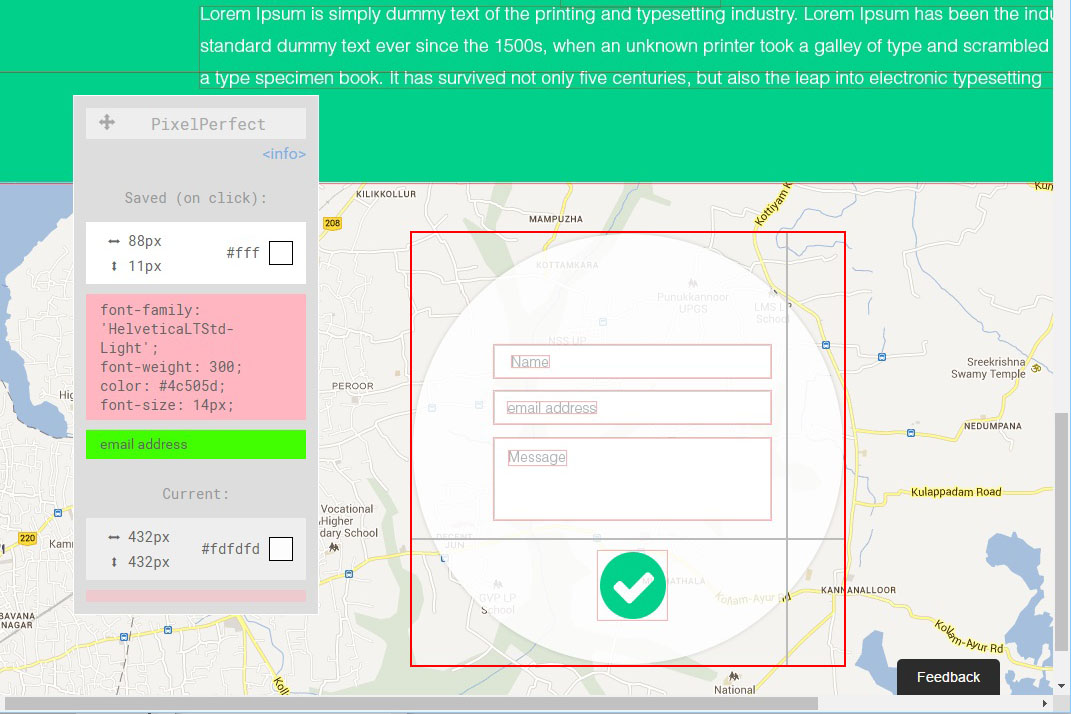 Lorem Ipsum is simply dummy text of the printing and typesetting industry. Lorem Ipsum has been the
standard dummy text ever since the 1500s, when an unknown printer took a galley of type and scrambled
a type specimen book. It has survived not only five centuries, but also the leap into electronic typesetting
PixelPerfect
<info>
Saved (on click):
88px
#fff
11px
font-family:
'HelveticaLTStd-
Light';
font-weight: 300;
color: #4c505d;
font-size: 14px;
email address
Current:
432px
#fdfdfd
432px
KILIKKOLLUR
208
MAMPUZHA
Kottiyam
KOTTAMKARA
Punukkannoor
UPGS
LMS LP
School
NSS UP
Name
PEROOR
email address
Sreekrishna
Swamy Temple
NEDUMPANA
Message
Kulappadam Road
Vocational
Higher
dary School
220
GVP LP
School
Kollam-Ayur Rd
KANNANALLOOR
NAGAR
Kollam-Ayur Rd
National
Feedback